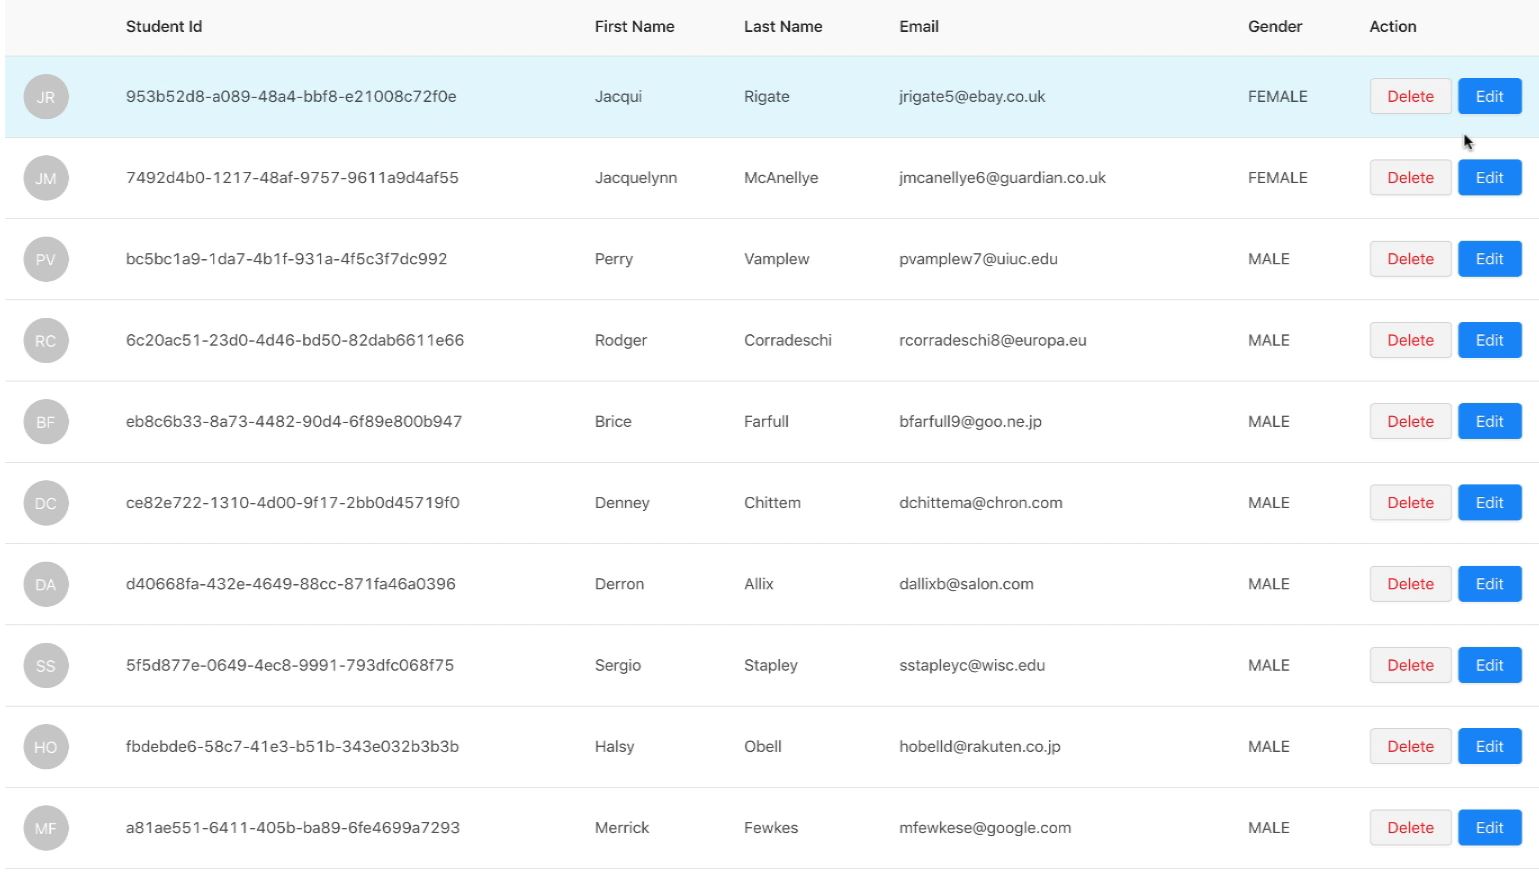 Student Id First Name Last Name Email Gender Action
JR 953b52d8-a089-48a4-bbf8-e21008c72f0e Jacqui Rigate jrigate5@ebay.co.uk FEMALE Delete Edit
JM 7492d4b0-1217-48af-9757-9611a9d4af55 Jacquelynn McAnellye jmcanellye6@guardian.co.uk FEMALE Delete Edit
PV bc5bc1a9-1da7-4b1f-931a-4f5c3f7dc992 Perry Vamplew pvamplew7@uiuc.edu MALE Delete Edit
RC 6c20ac51-23d0-4d46-bd50-82dab6611e66 Rodger Corradeschi rcorradeschi8@europa.eu MALE Delete Edit
BF eb8c6b33-8a73-4482-90d4-6f89e800b947 Brice Farfull bfarfull9@goo.ne.jp MALE Delete Edit
DC ce82e722-1310-4d00-9f17-2bb0d45719f0 Denney Chittem dchittema@chron.com MALE Delete Edit
DA d40668fa-432e-4649-88cc-871fa46a0396 Derron Allix dallixb@salon.com MALE Delete Edit
SS 5f5d877e-0649-4ec8-9991-793dfc068f75 Sergio Stapley sstapleyc@wisc.edu MALE Delete Edit
HO fbdebde6-58c7-41e3-b51b-343e032b3b3b Halsy Obell hobelld@rakuten.co.jp MALE Delete Edit
MF a81ae551-6411-405b-ba89-6fe4699a7293 Merrick Fewkes mfewkese@google.com MALE Delete Edit